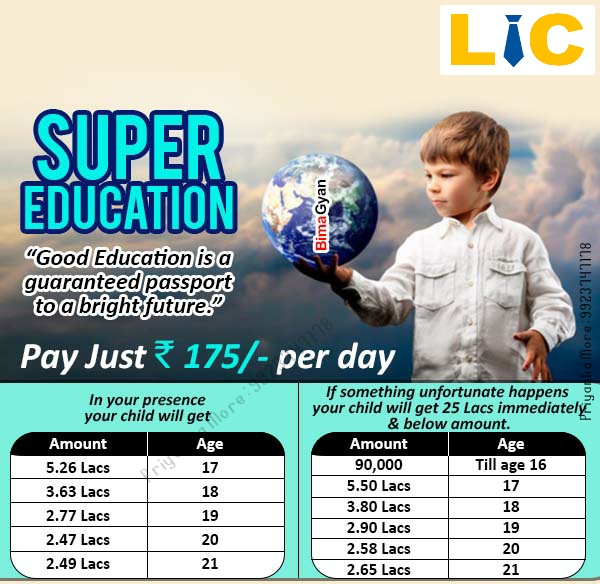 LIC
SUPER
EDUCATION
“Good Education is a
guaranteed passport
to a bright future.”
BimaGyan
Pay Just ₹ 175/- per day
Priyanka More: 9923747178
In your presence
your child will get
Amount Age
5.26 Lacs 17
3.63 Lacs 18
2.77 Lacs 19
2.47 Lacs 20
2.49 Lacs 21
If something unfortunate happens
your child will get 25 Lacs immediately
& below amount.
Amount Age
90,000 Till age 16
5.50 Lacs 17
3.80 Lacs 18
2.90 Lacs 19
2.58 Lacs 20
2.65 Lacs 21